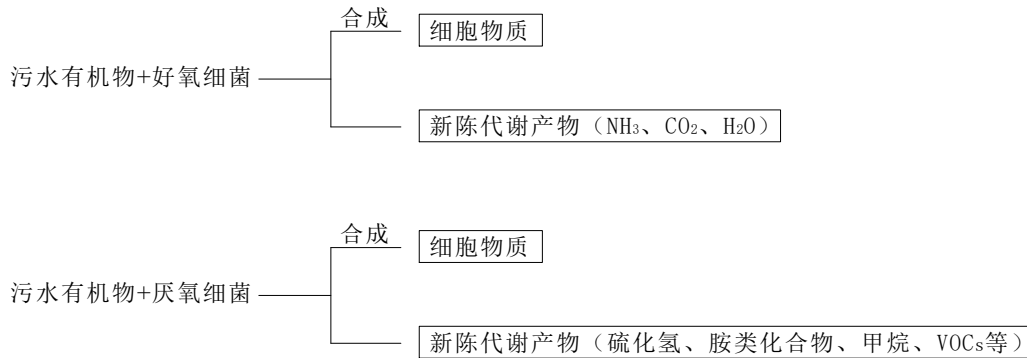 合成
细胞物质
污水有机物+好氧细菌
新陈代谢产物（NH₃、CO₂、H₂O）
合成
细胞物质
污水有机物+厌氧细菌
新陈代谢产物（硫化氢、胺类化合物、甲烷、VOCs等）